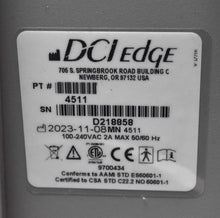 DCI EDGE
705 S. SPRINGBROOK ROAD BUILDING C
NEWBERG, OR 97132 USA
PT #
4511
SN
D218858
2023-11-08 MN 4511
100-240VAC 2A MAX 50/60 Hz
9700434
Conforms to AAMI STD ES60601-1
Certified to CSA STD C22.2 NO 60601-1